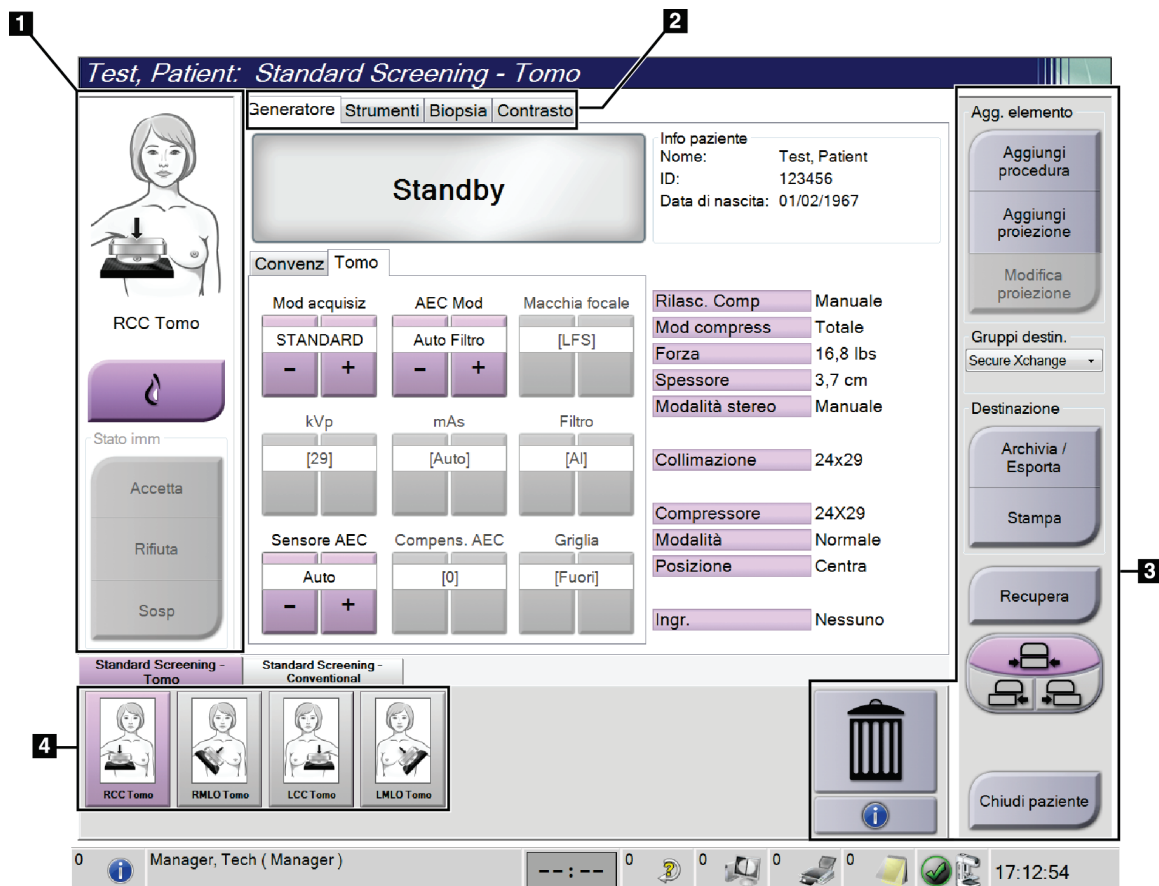 1
2
Test, Patient: Standard Screening - Tomo
Generatore Strumenti Biopsia Contrasto
Standby
Info paziente
Nome: Test, Patient
ID: 123456
Data di nascita: 01/02/1967
RCC Tomo
Stato imm
Accetta
Rifiuta
Sosp
Convenz Tomo
Mod acquisiz AEC Mod Macchia focale
STANDARD Auto Filtro [LFS]
- + - +
kVp mAs Filtro
[29] [Auto] [Al]
Sensore AEC Compens. AEC Griglia
Auto [0] [Fuori]
- +
Rilasc. Comp Manuale
Mod compress Totale
Forza 16,8 lbs
Spessore 3,7 cm
Modalità stereo Manuale
Collimazione 24x29
Compressore 24X29
Modalità Normale
Posizione Centra
Ingr. Nessuno
Agg. elemento
Aggiungi
procedura
Aggiungi
proiezione
Modifica
proiezione
Gruppi destin.
Secure Xchange
Destinazione
Archivia /
Esporta
Stampa
3
Recupera
Chiudi paziente
Standard Screening -
Tomo
Standard Screening -
Conventional
4
RCC Tomo RMLO Tomo LCC Tomo LMLO Tomo
i
0 i Manager, Tech ( Manager ) --:-- 0 0 0 0 17:12:54